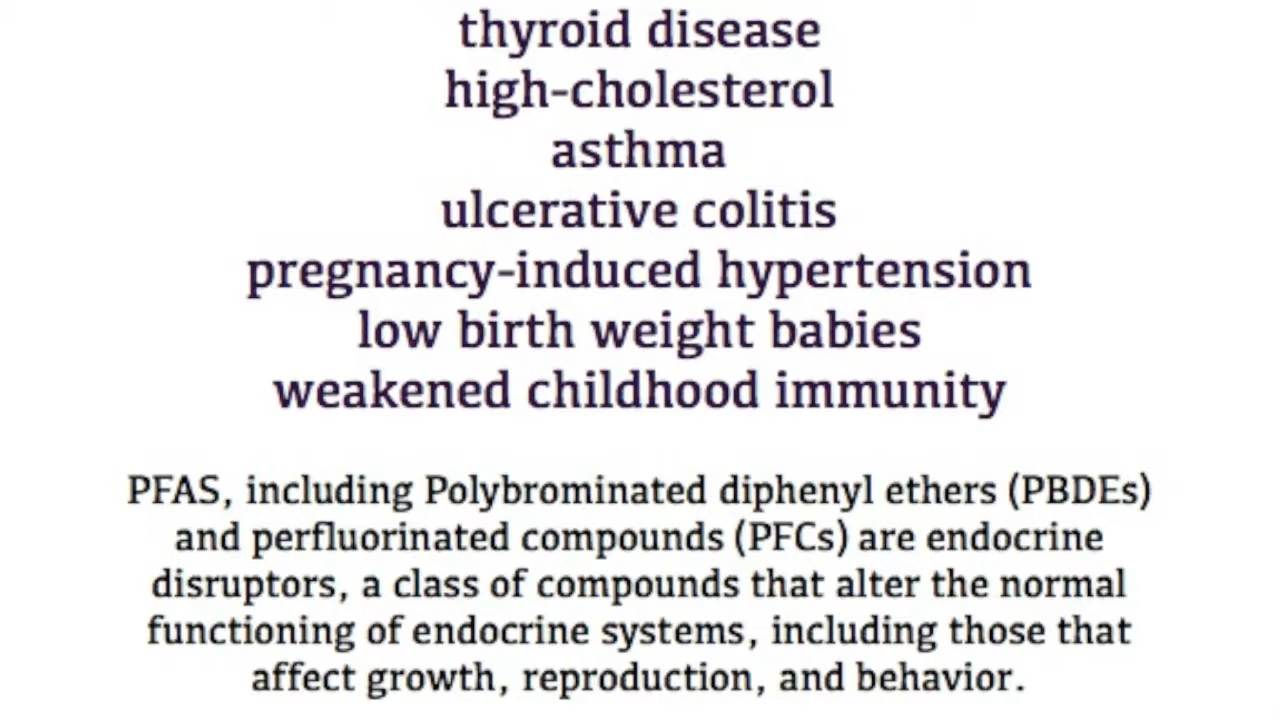 thyroid disease
high-cholesterol
asthma
ulcerative colitis
pregnancy-induced hypertension
low birth weight babies
weakened childhood immunity
PFAS, including Polybrominated diphenyl ethers (PBDEs)
and perfluorinated compounds (PFCs) are endocrine
disruptors, a class of compounds that alter the normal
functioning of endocrine systems, including those that
affect growth, reproduction, and behavior.